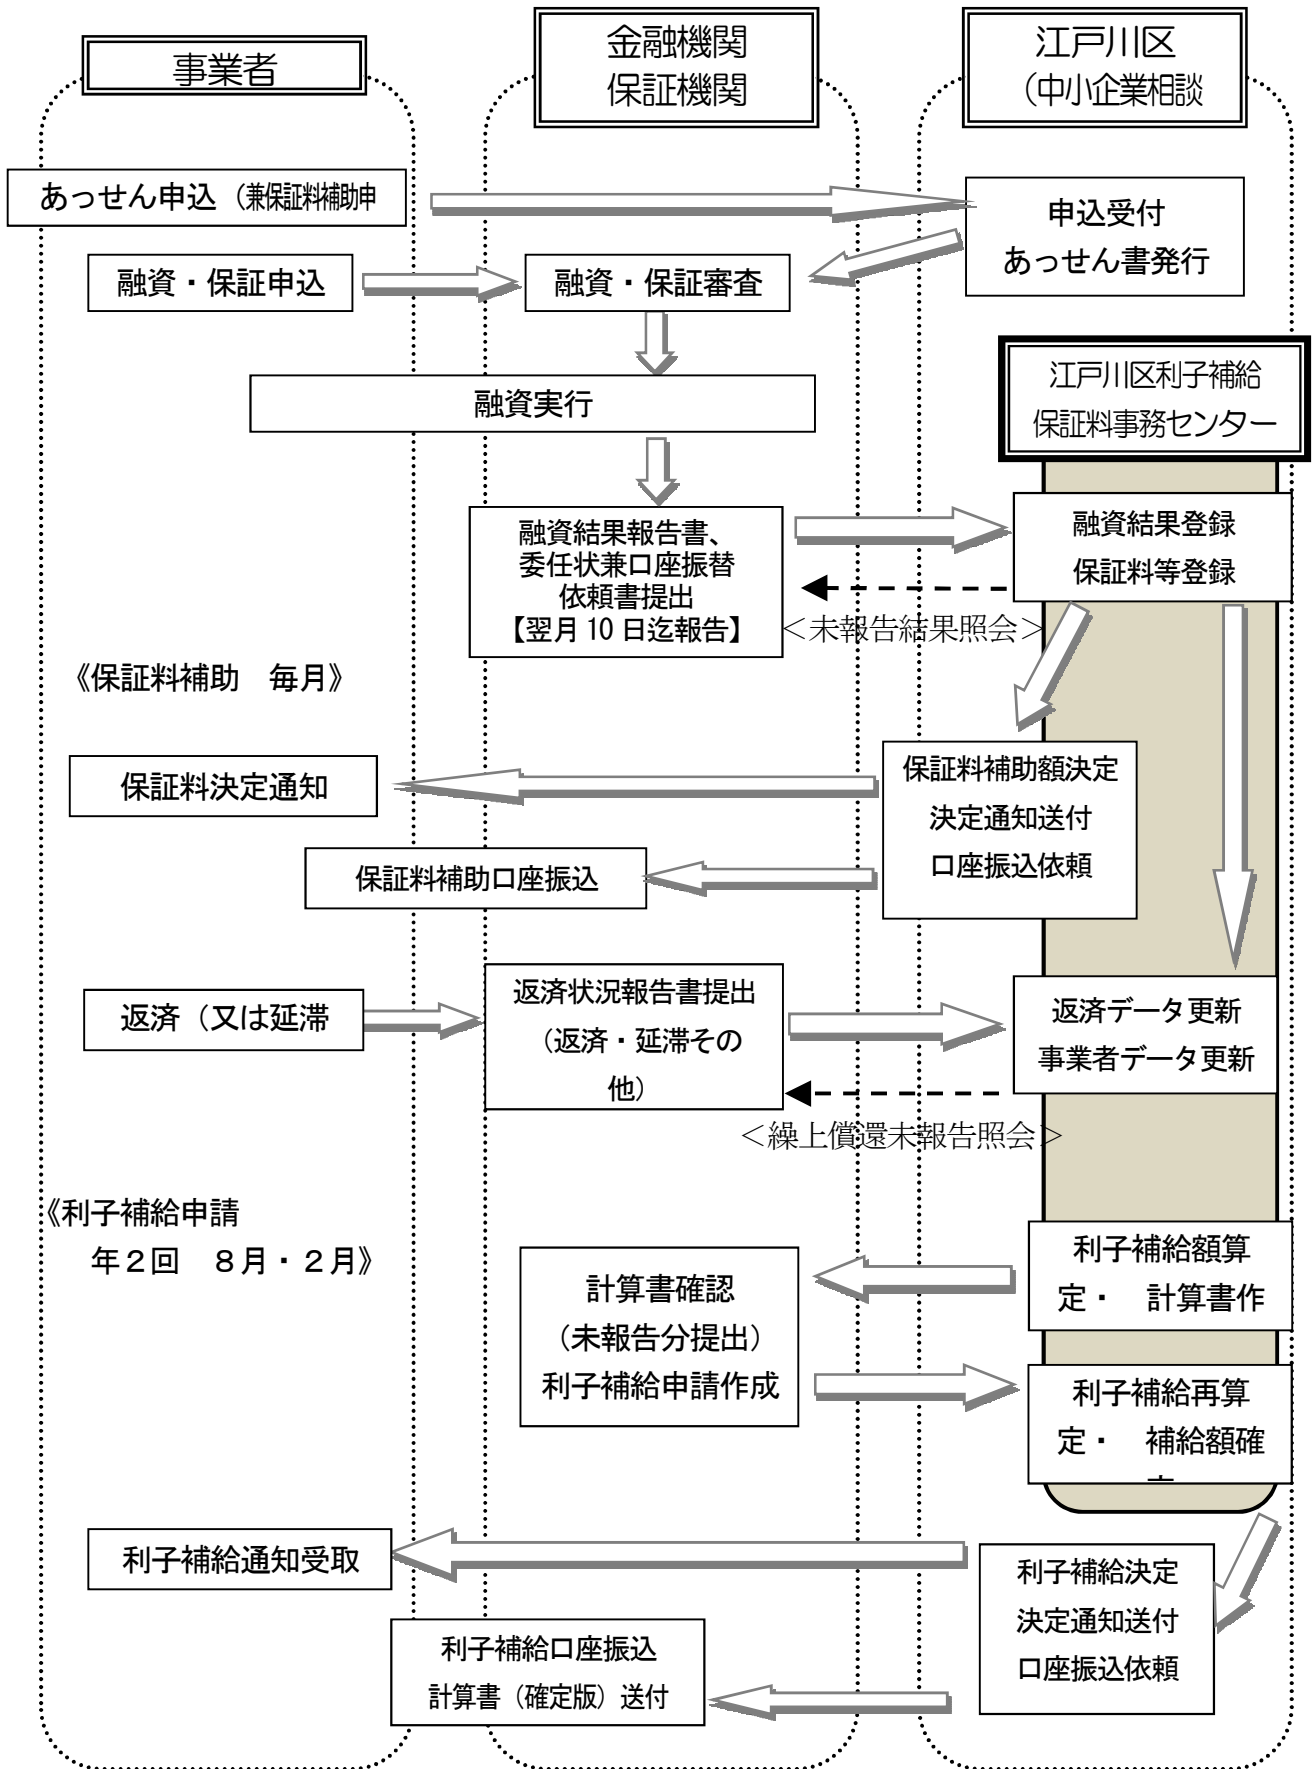 事業者
金融機関
保証機関
江戸川区
（中小企業相談
あっせん申込（兼保証料補助申
申込受付
あっせん書発行
融資・保証申込
融資・保証審査
融資実行
江戸川区利子補給
保証料事務センター
融資結果報告書、
委任状兼口座振替
依頼書提出
【翌月 10 日迄報告】
融資結果登録
保証料等登録
＜未報告結果照会＞
《保証料補助　毎月》
保証料決定通知
保証料補助額決定
決定通知送付
口座振込依頼
保証料補助口座振込
返済（又は延滞
返済状況報告書提出
（返済・延滞その
他）
返済データ更新
事業者データ更新
＜繰上償還未報告照会＞
《利子補給申請
年２回　８月・２月》
計算書確認
（未報告分提出）
利子補給申請作成
利子補給額算
定・　計算書作
利子補給再算
定・　補給額確
利子補給通知受取
利子補給決定
決定通知送付
口座振込依頼
利子補給口座振込
計算書（確定版）送付